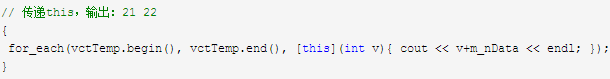 // 传递this，输出：21 22
{
for_each(vctTemp.begin(), vctTemp.end(), [this](int v){ cout << v+m_nData << endl; });
}